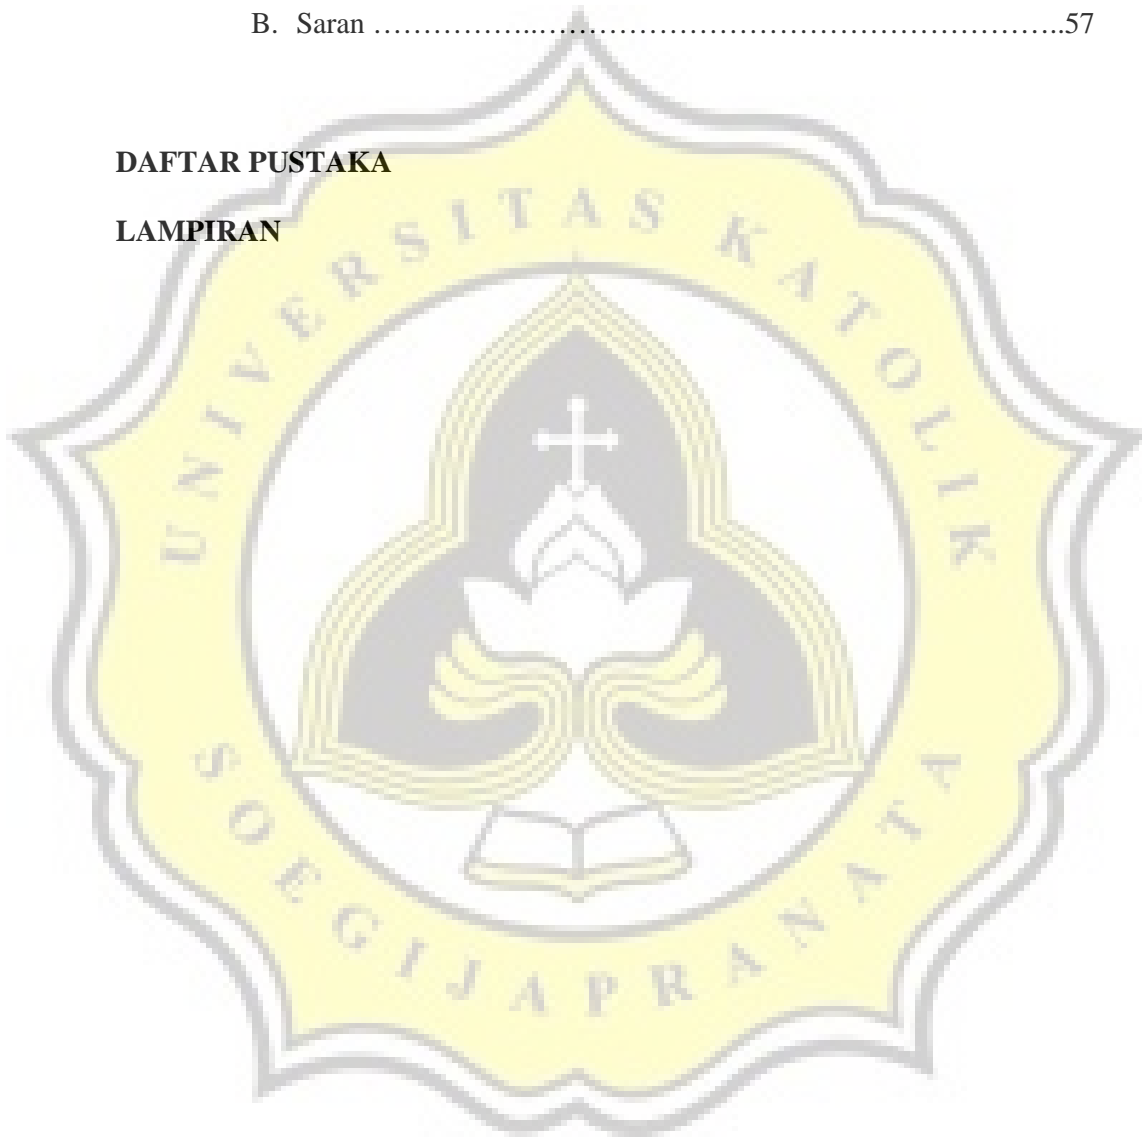 B. Saran ……………..……………………………………………..57
DAFTAR PUSTAKA
LAMPIRAN
UNIVERSITAS KATOLIK
SOEGIJAPRANATA